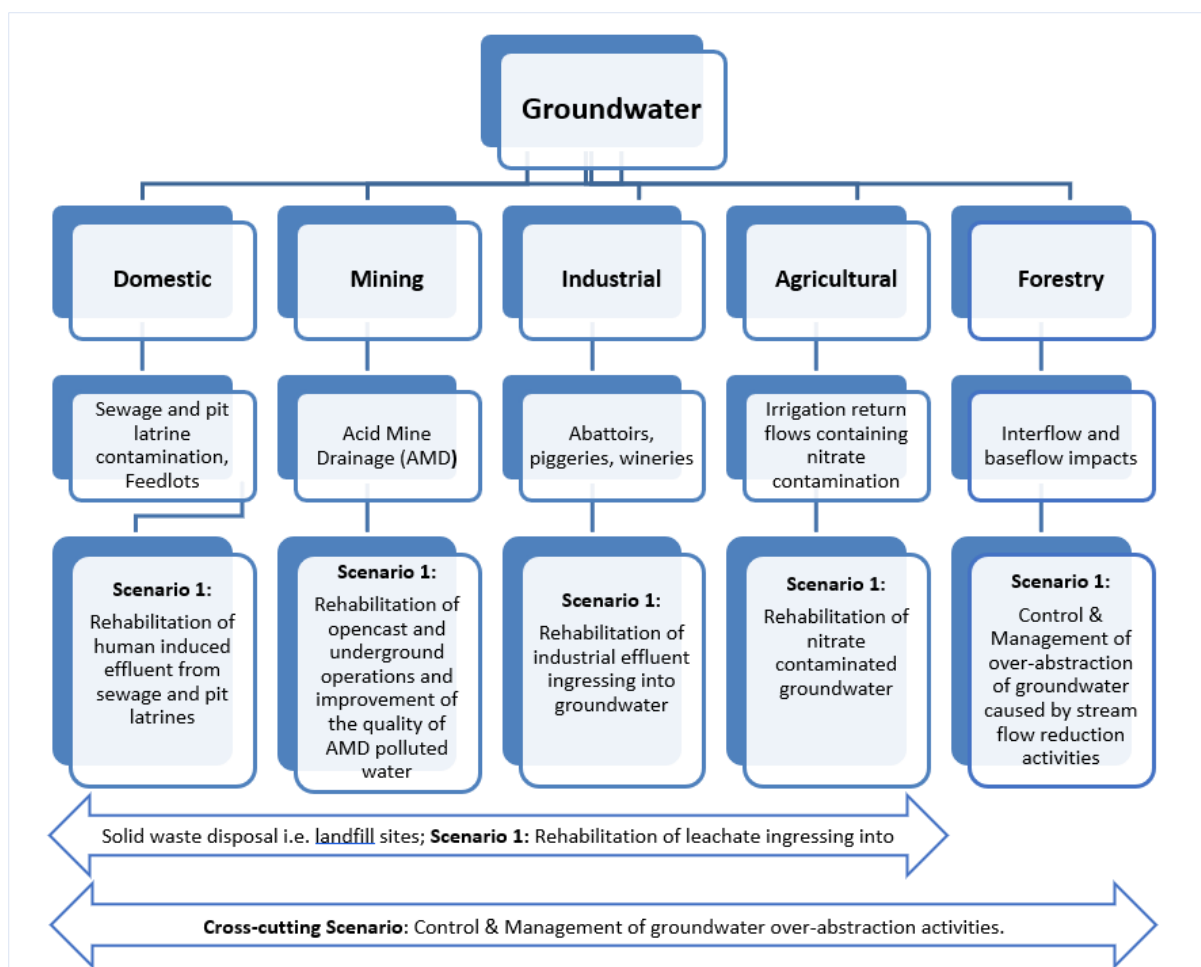 Groundwater
Domestic
Mining
Industrial
Agricultural
Forestry
Sewage and pit
latrine
contamination,
Feedlots
Acid Mine
Drainage (AMD)
Abattoirs,
piggeries, wineries
Irrigation return
flows containing
nitrate
contamination
Interflow and
baseflow impacts
Scenario 1:
Rehabilitation of
human induced
effluent from
sewage and pit
latrines
Scenario 1:
Rehabilitation of
opencast and
underground
operations and
improvement of
the quality of
AMD polluted
water
Scenario 1:
Rehabilitation of
industrial effluent
ingressing into
groundwater
Scenario 1:
Rehabilitation of
nitrate
contaminated
groundwater
Scenario 1:
Control &
Management of
over-abstraction
of groundwater
caused by stream
flow reduction
activities
Solid waste disposal i.e. landfill sites; Scenario 1: Rehabilitation of leachate ingressing into
Cross-cutting Scenario: Control & Management of groundwater over-abstraction activities.